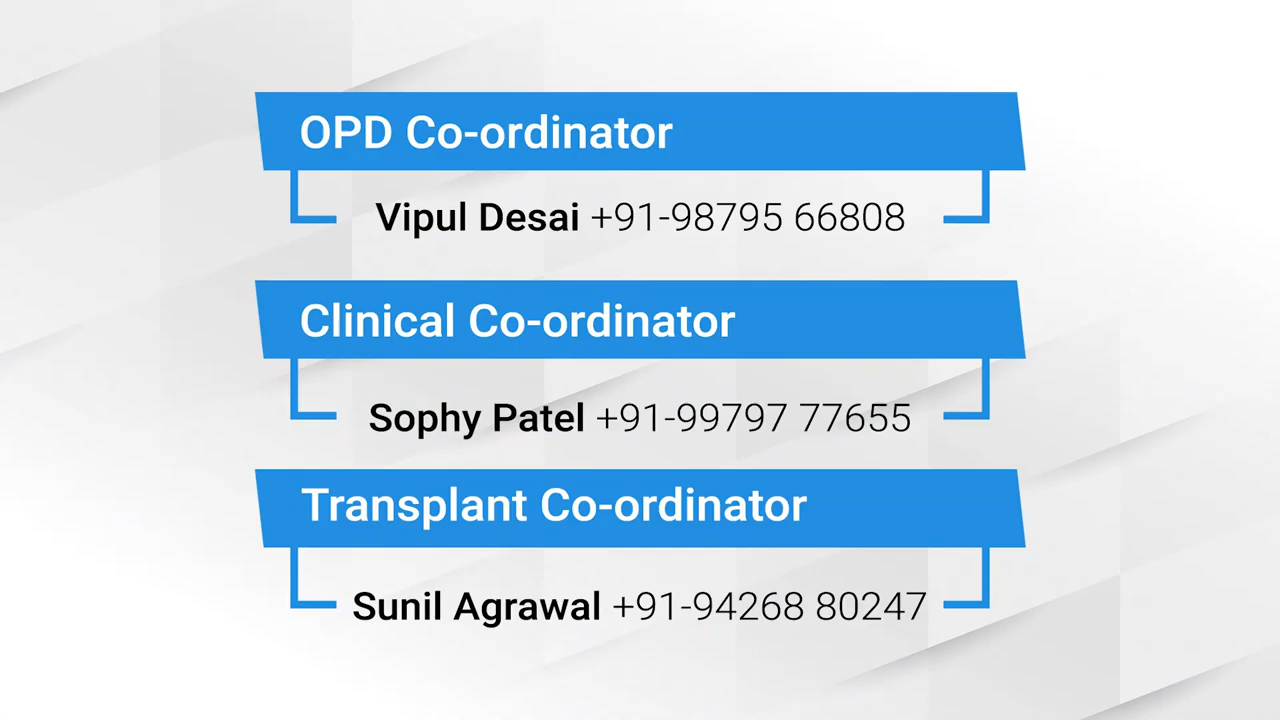 OPD Co-ordinator
Vipul Desai +91-98795 66808
Clinical Co-ordinator
Sophy Patel +91-99797 77655
Transplant Co-ordinator
Sunil Agrawal +91-94268 80247